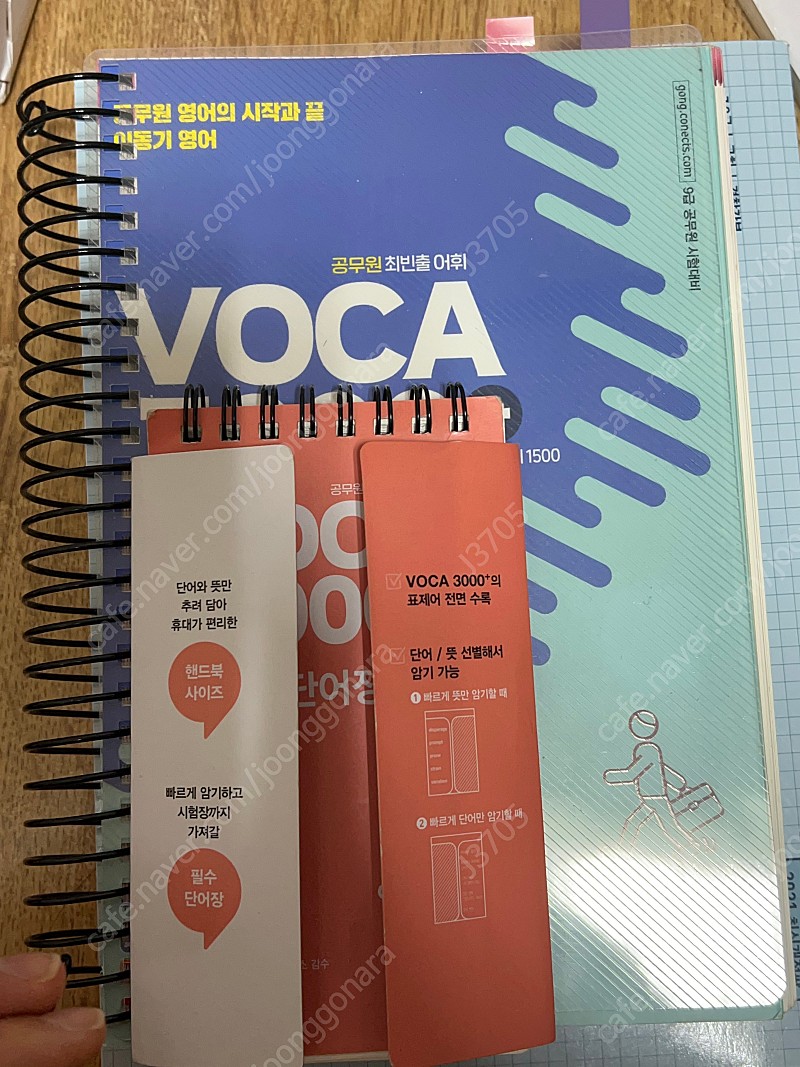 공무원 영어의 시작과 끝
이동기 영어
gong.conects.com 9급 공무원 시험대비
공무원 최빈출 어휘
VOCA
1500
공무원
단어장
단어와 뜻만
추려 담아
휴대가 편리한
핸드북
사이즈
빠르게 암기하고
시험장까지
가져갈
필수
단어장
VOCA 3000+의
표제어 전면 수록
단어 / 뜻 선별해서
암기 가능
1 빠르게 뜻만 암기할 때
2 빠르게 단어만 암기할 때
cafe.naver.com/joonggonara
J3705